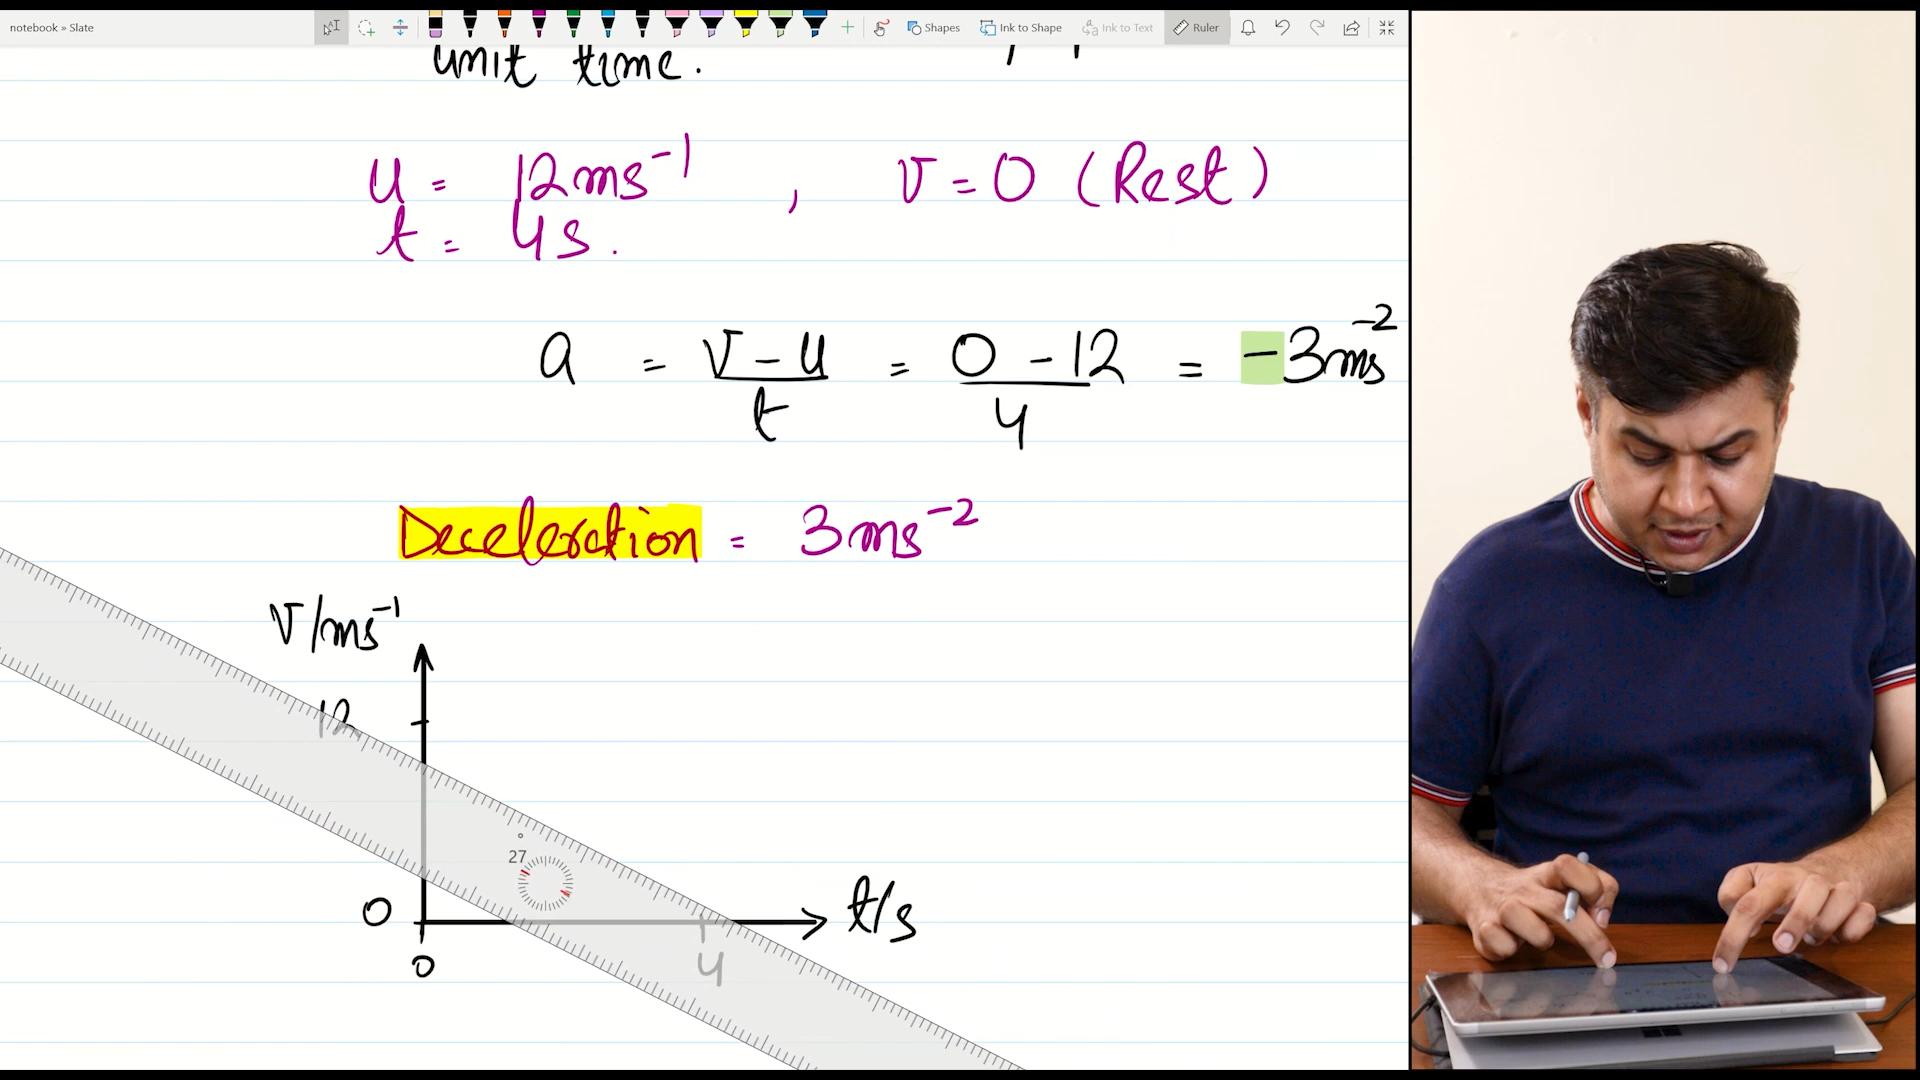 notebook » Slate
Shapes Ink to Shape Ink to Text Ruler
unit time.
u = 12ms⁻¹ , v = 0 (Rest)
t = 4s.
a = v - u / t = 0 - 12 / 4 = -3ms⁻²
Deceleration = 3ms⁻²
v/ms⁻¹
12
27°
0 t/s
0 4